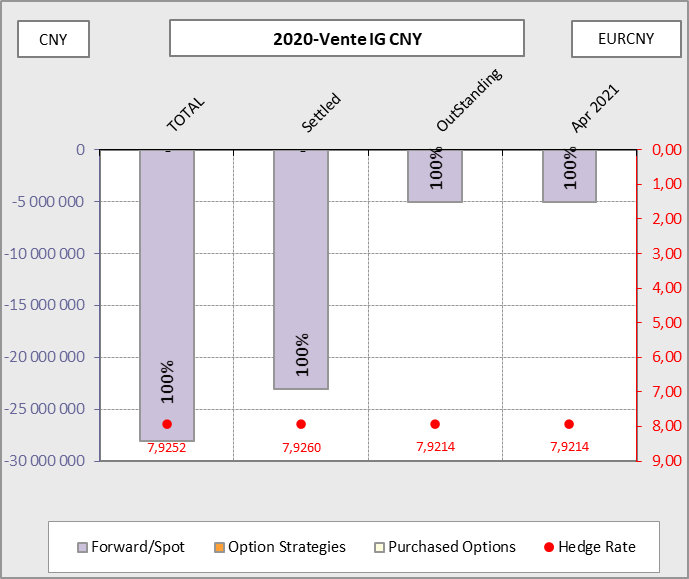 CNY
2020-Vente IG CNY
EURCNY
TOTAL
Settled
OutStanding
Apr 2021
0
-5 000 000
-10 000 000
-15 000 000
-20 000 000
-25 000 000
-30 000 000
-
-
100%
100%
100%
100%
7,9252
7,9260
7,9214
7,9214
0,00
1,00
2,00
3,00
4,00
5,00
6,00
7,00
8,00
9,00
Forward/Spot
Option Strategies
Purchased Options
Hedge Rate